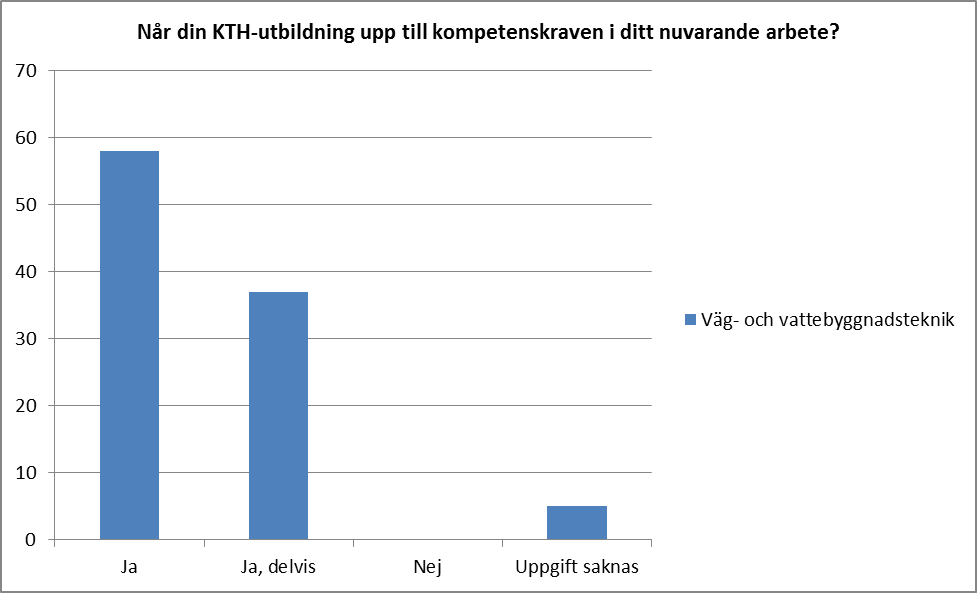 Når din KTH-utbildning upp till kompetenskraven i ditt nuvarande arbete?
70
60
50
40
30
20
10
0
Ja
Ja, delvis
Nej
Uppgift saknas
Väg- och vattebyggnadsteknik